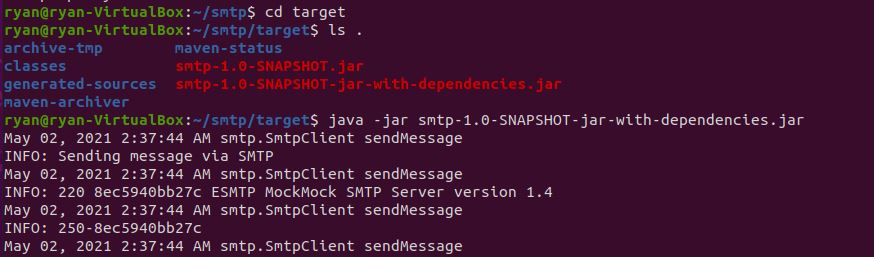 ryan@ryan-VirtualBox:~/smtp$ cd target
ryan@ryan-VirtualBox:~/smtp/target$ ls .
archive-tmp maven-status
classes smtp-1.0-SNAPSHOT.jar
generated-sources smtp-1.0-SNAPSHOT-jar-with-dependencies.jar
maven-archiver
ryan@ryan-VirtualBox:~/smtp/target$ java -jar smtp-1.0-SNAPSHOT-jar-with-dependencies.jar
May 02, 2021 2:37:44 AM smtp.SmtpClient sendMessage
INFO: Sending message via SMTP
May 02, 2021 2:37:44 AM smtp.SmtpClient sendMessage
INFO: 220 8ec5940bb27c ESMTP MockMock SMTP Server version 1.4
May 02, 2021 2:37:44 AM smtp.SmtpClient sendMessage
INFO: 250-8ec5940bb27c
May 02, 2021 2:37:44 AM smtp.SmtpClient sendMessage